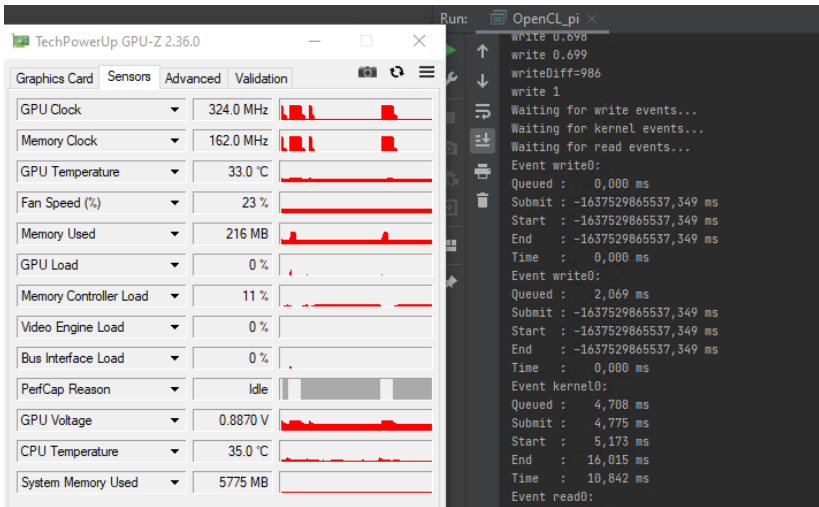 TechPowerUp GPU-Z 2.36.0
Graphics Card Sensors Advanced Validation
GPU Clock 324.0 MHz
Memory Clock 162.0 MHz
GPU Temperature 33.0 °C
Fan Speed (%) 23 %
Memory Used 216 MB
GPU Load 0 %
Memory Controller Load 11 %
Video Engine Load 0 %
Bus Interface Load 0 %
PerfCap Reason Idle
GPU Voltage 0.8870 V
CPU Temperature 35.0 °C
System Memory Used 5775 MB
Run: OpenCL_pi
write 0.698
write 0.699
writeDiff=986
write 1
Waiting for write events...
Waiting for kernel events...
Waiting for read events...
Event write0:
Queued : 0,000 ms
Submit : -1637529865537,349 ms
Start : -1637529865537,349 ms
End : -1637529865537,349 ms
Time : 0,000 ms
Event write0:
Queued : 2,069 ms
Submit : -1637529865537,349 ms
Start : -1637529865537,349 ms
End : -1637529865537,349 ms
Time : 0,000 ms
Event kernel0:
Queued : 4,708 ms
Submit : 4,775 ms
Start : 5,173 ms
End : 16,015 ms
Time : 10,842 ms
Event read0: